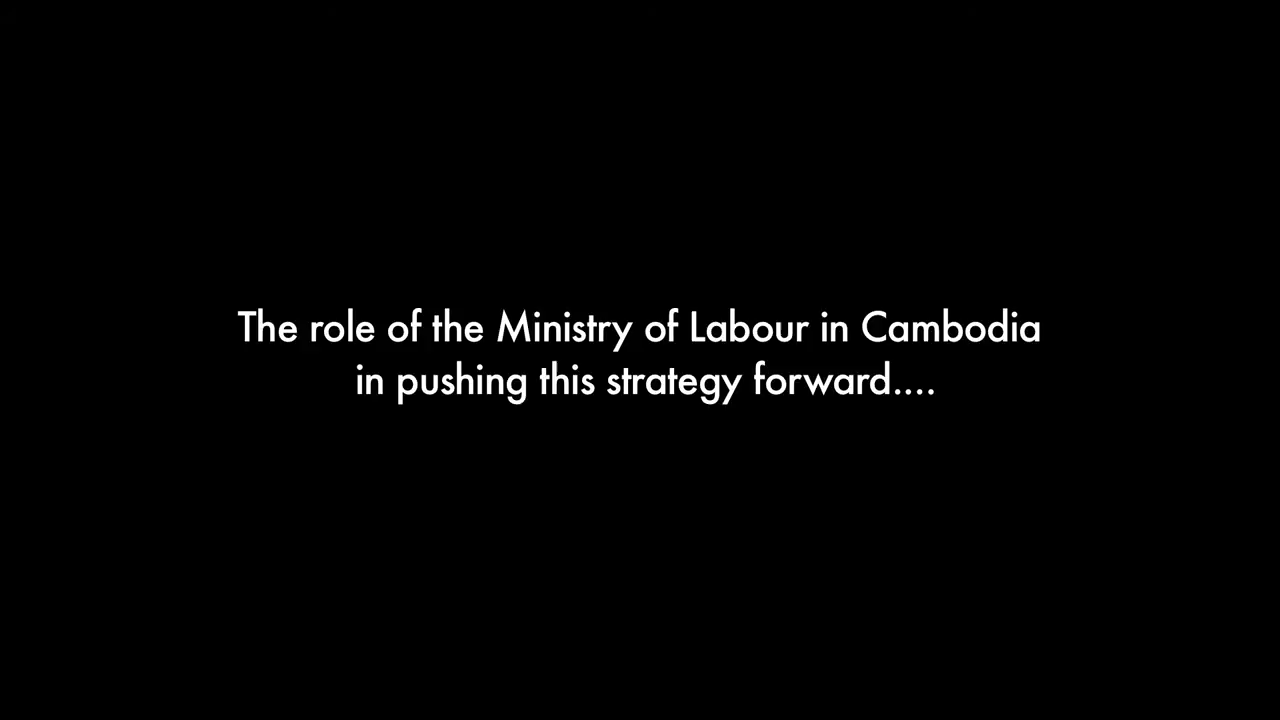 The role of the Ministry of Labour in Cambodia
in pushing this strategy forward....